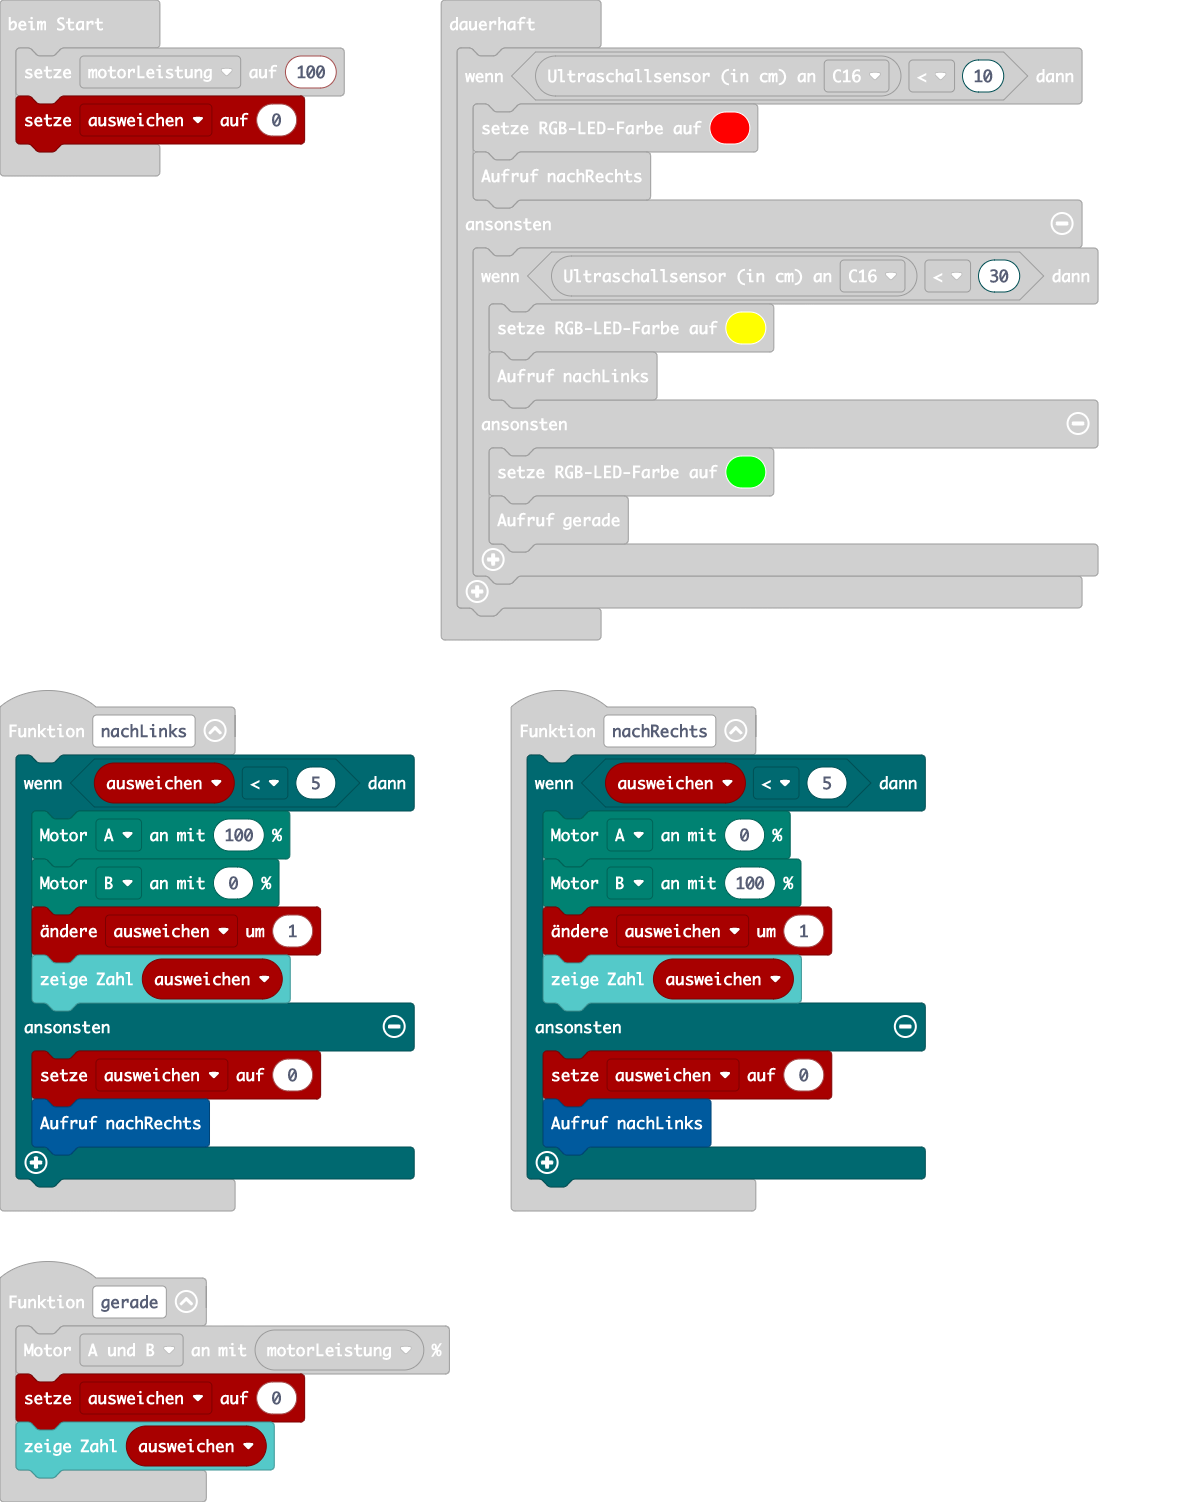 beim Start
setze motorLeistung auf 100
setze ausweichen auf 0
dauerhaft
wenn Ultraschallsensor (in cm) an C16 < 10 dann
setze RGB-LED-Farbe auf
Aufruf nachRechts
ansonsten
wenn Ultraschallsensor (in cm) an C16 < 30 dann
setze RGB-LED-Farbe auf
Aufruf nachLinks
ansonsten
setze RGB-LED-Farbe auf
Aufruf gerade
Funktion nachLinks
wenn ausweichen < 5 dann
Motor A an mit 100 %
Motor B an mit 0 %
ändere ausweichen um 1
zeige Zahl ausweichen
ansonsten
setze ausweichen auf 0
Aufruf nachRechts
Funktion nachRechts
wenn ausweichen < 5 dann
Motor A an mit 0 %
Motor B an mit 100 %
ändere ausweichen um 1
zeige Zahl ausweichen
ansonsten
setze ausweichen auf 0
Aufruf nachLinks
Funktion gerade
Motor A und B an mit motorLeistung %
setze ausweichen auf 0
zeige Zahl ausweichen